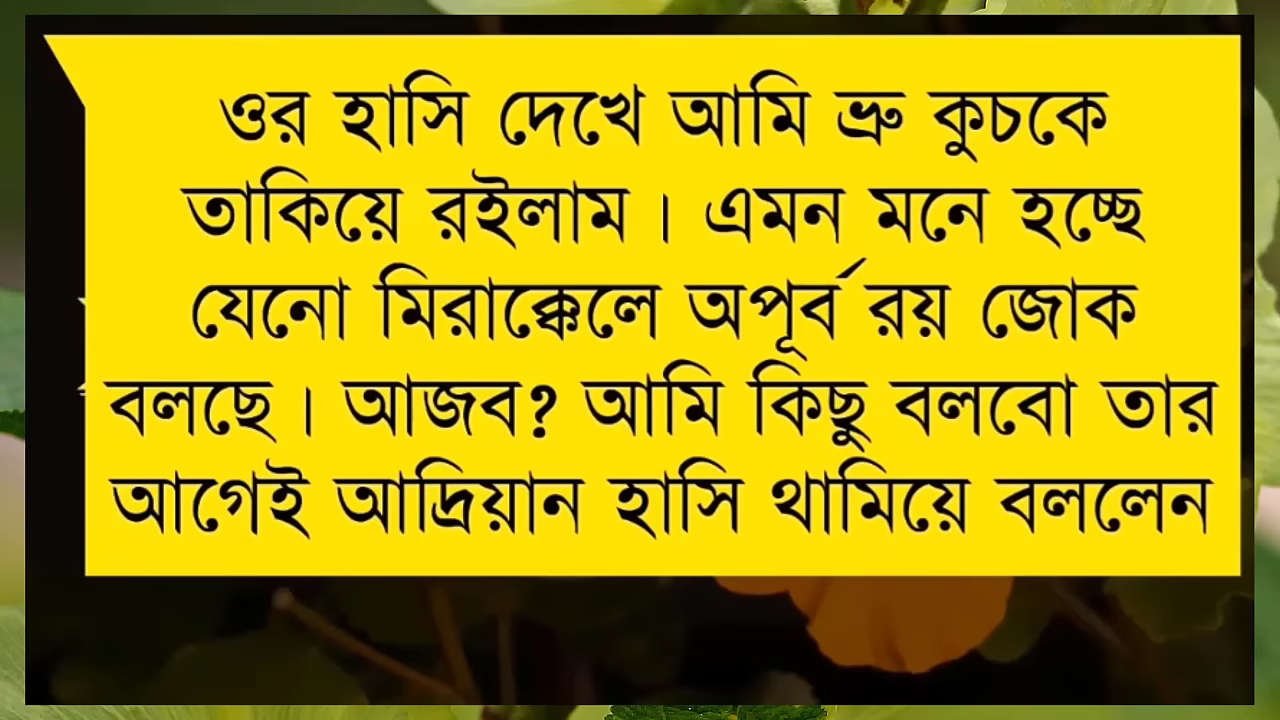 ওর হাসি দেখে আমি ভ্রু কুচকে
তাকিয়ে রইলাম । এমন মনে হচ্ছে
যেনো মিরাক্কেলে অপূর্ব রয় জোক
বলছে । আজব? আমি কিছু বলবো তার
আগেই আদ্রিয়ান হাসি থামিয়ে বললেন